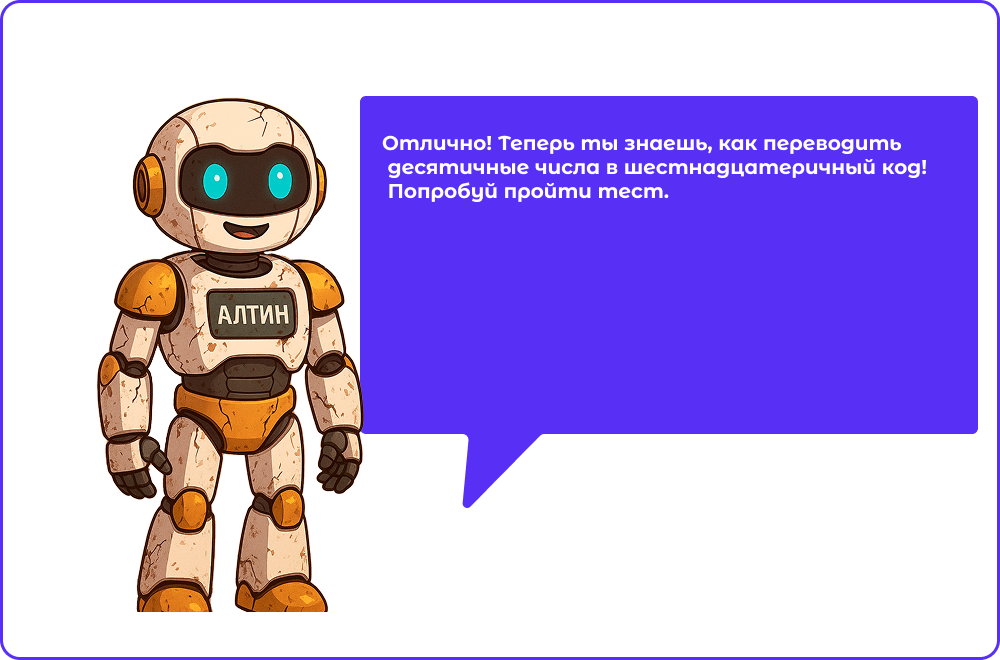 Отлично! Теперь ты знаешь, как переводить
десятичные числа в шестнадцатеричный код!
Попробуй пройти тест.
АЛТИН